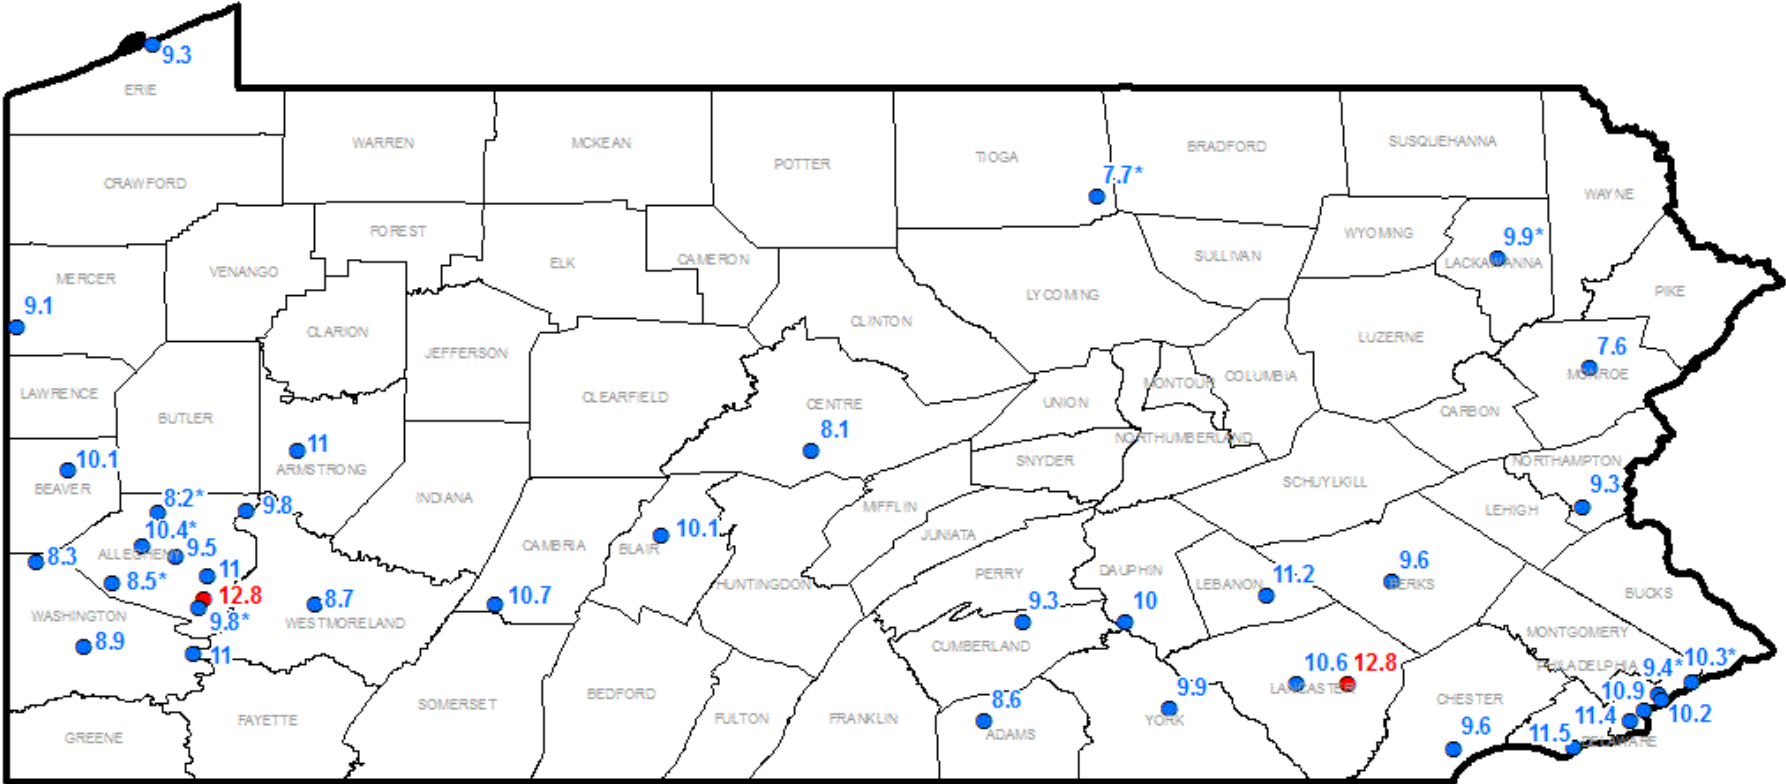 9.3
ERIE
WARREN
MCKEAN
POTTER
TIOGA
BRADFORD
SUSQUEHANNA
CRAWFORD
7.7*
WAYNE
FOREST
WYOMING
9.9*
MERCER
VENANGO
ELK
CAMERON
SULLIVAN
LACKAWANNA
9.1
LYCOMING
PIKE
CLARION
CLINTON
JEFFERSON
LUZERNE
7.6
MONROE
LAWRENCE
BUTLER
CLEARFIELD
CENTRE
UNION
MONTOUR
COLUMBIA
CARBON
8.1
11
NORTHUMBERLAND
10.1
ARMSTRONG
SNYDER
NORTHAMPTON
BEAVER
INDIANA
SCHUYLKILL
9.3
8.2*
9.8
MIFFLIN
LEHIGH
10.4*
10.1
JUNIATA
ALLEGHENY
9.5
CAMBRIA
BLAIR
8.3
8.5*
11
HUNTINGDON
PERRY
DAUPHIN
LEBANON
11.2
9.6
BERKS
BUCKS
12.8
8.7
10.7
9.3
10
WASHINGTON
9.8*
WESTMORELAND
MONTGOMERY
8.9
CUMBERLAND
11
PHILADELPHIA
9.4*
10.3*
10.6
12.8
LANCASTER
BEDFORD
SOMERSET
9.9
CHESTER
10.9
FAYETTE
FULTON
FRANKLIN
8.6
YORK
11.4
10.2
GREENE
ADAMS
9.6
11.5
DELAWARE